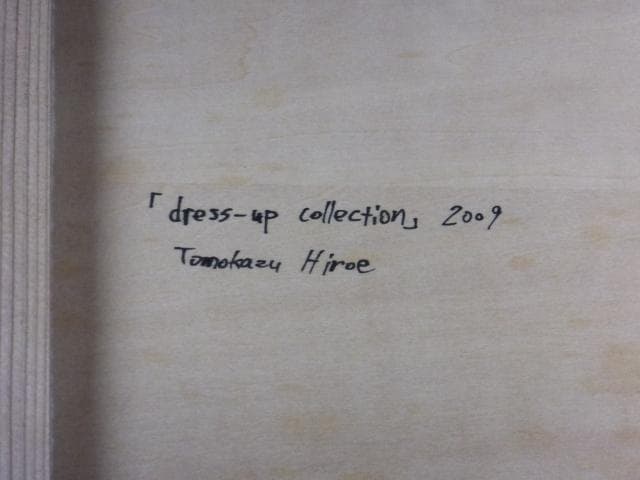 「dress-up collection」 2009
Tomokazu Hiroe